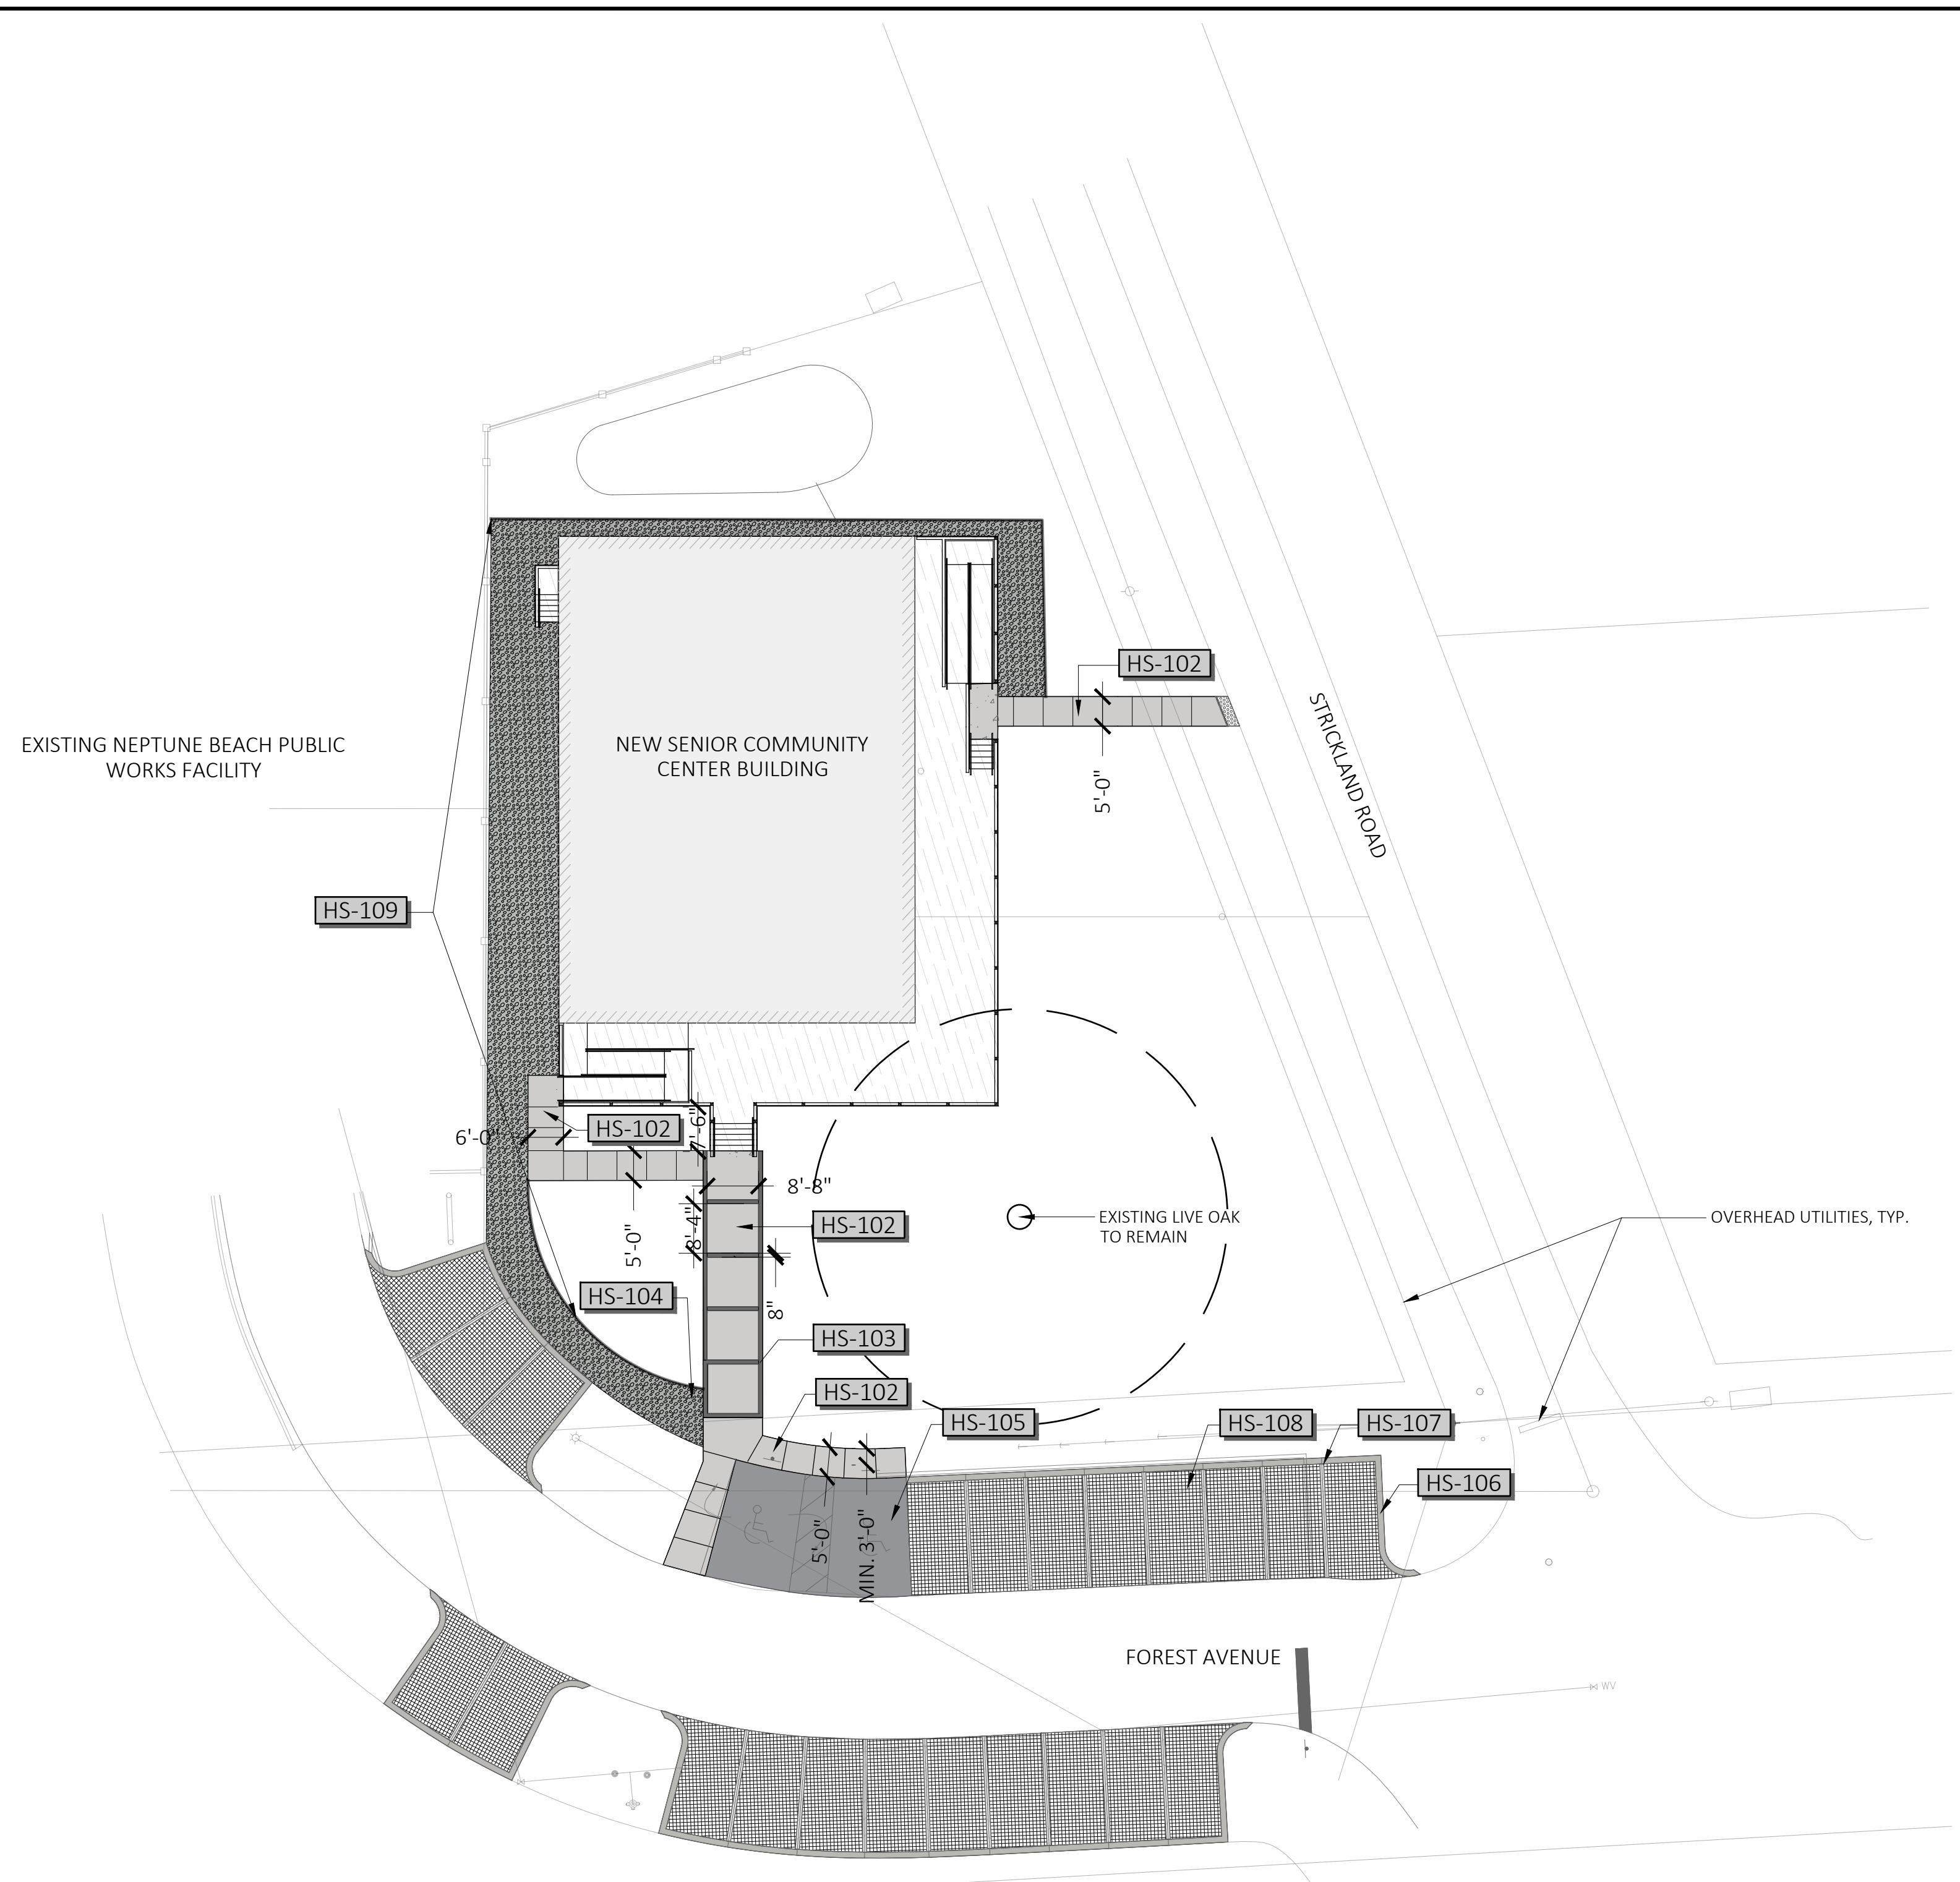 HS-102
STRICKLAND ROAD
EXISTING NEPTUNE BEACH PUBLIC
WORKS FACILITY
NEW SENIOR COMMUNITY
CENTER BUILDING
5'-0"
HS-109
HS-102
6'-0"
7'-6"
8'-8"
HS-102
8'-4"
5'-0"
EXISTING LIVE OAK
TO REMAIN
OVERHEAD UTILITIES, TYP.
HS-104
8"
HS-103
HS-102
HS-105
HS-108
HS-107
HS-106
5'-0"
MIN. 3'-0"
FOREST AVENUE
WV